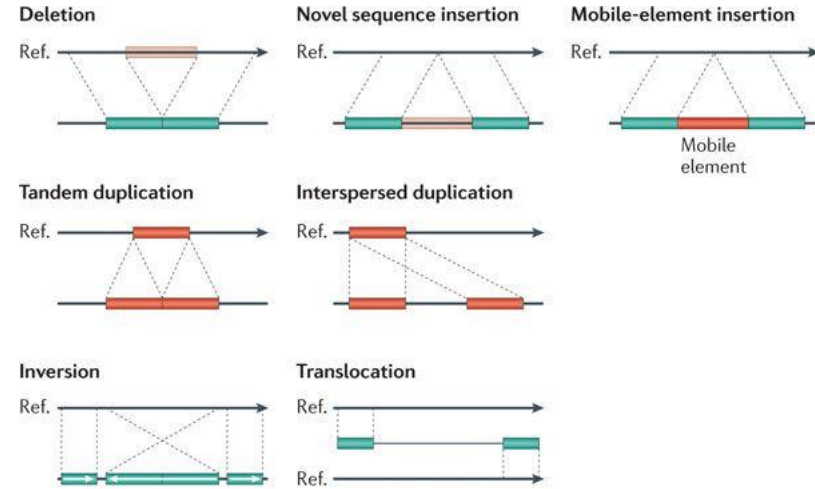 Deletion
Ref.
Novel sequence insertion
Ref.
Mobile-element insertion
Ref.
Mobile
element
Tandem duplication
Ref.
Interspersed duplication
Ref.
Inversion
Ref.
Translocation
Ref.
Ref.